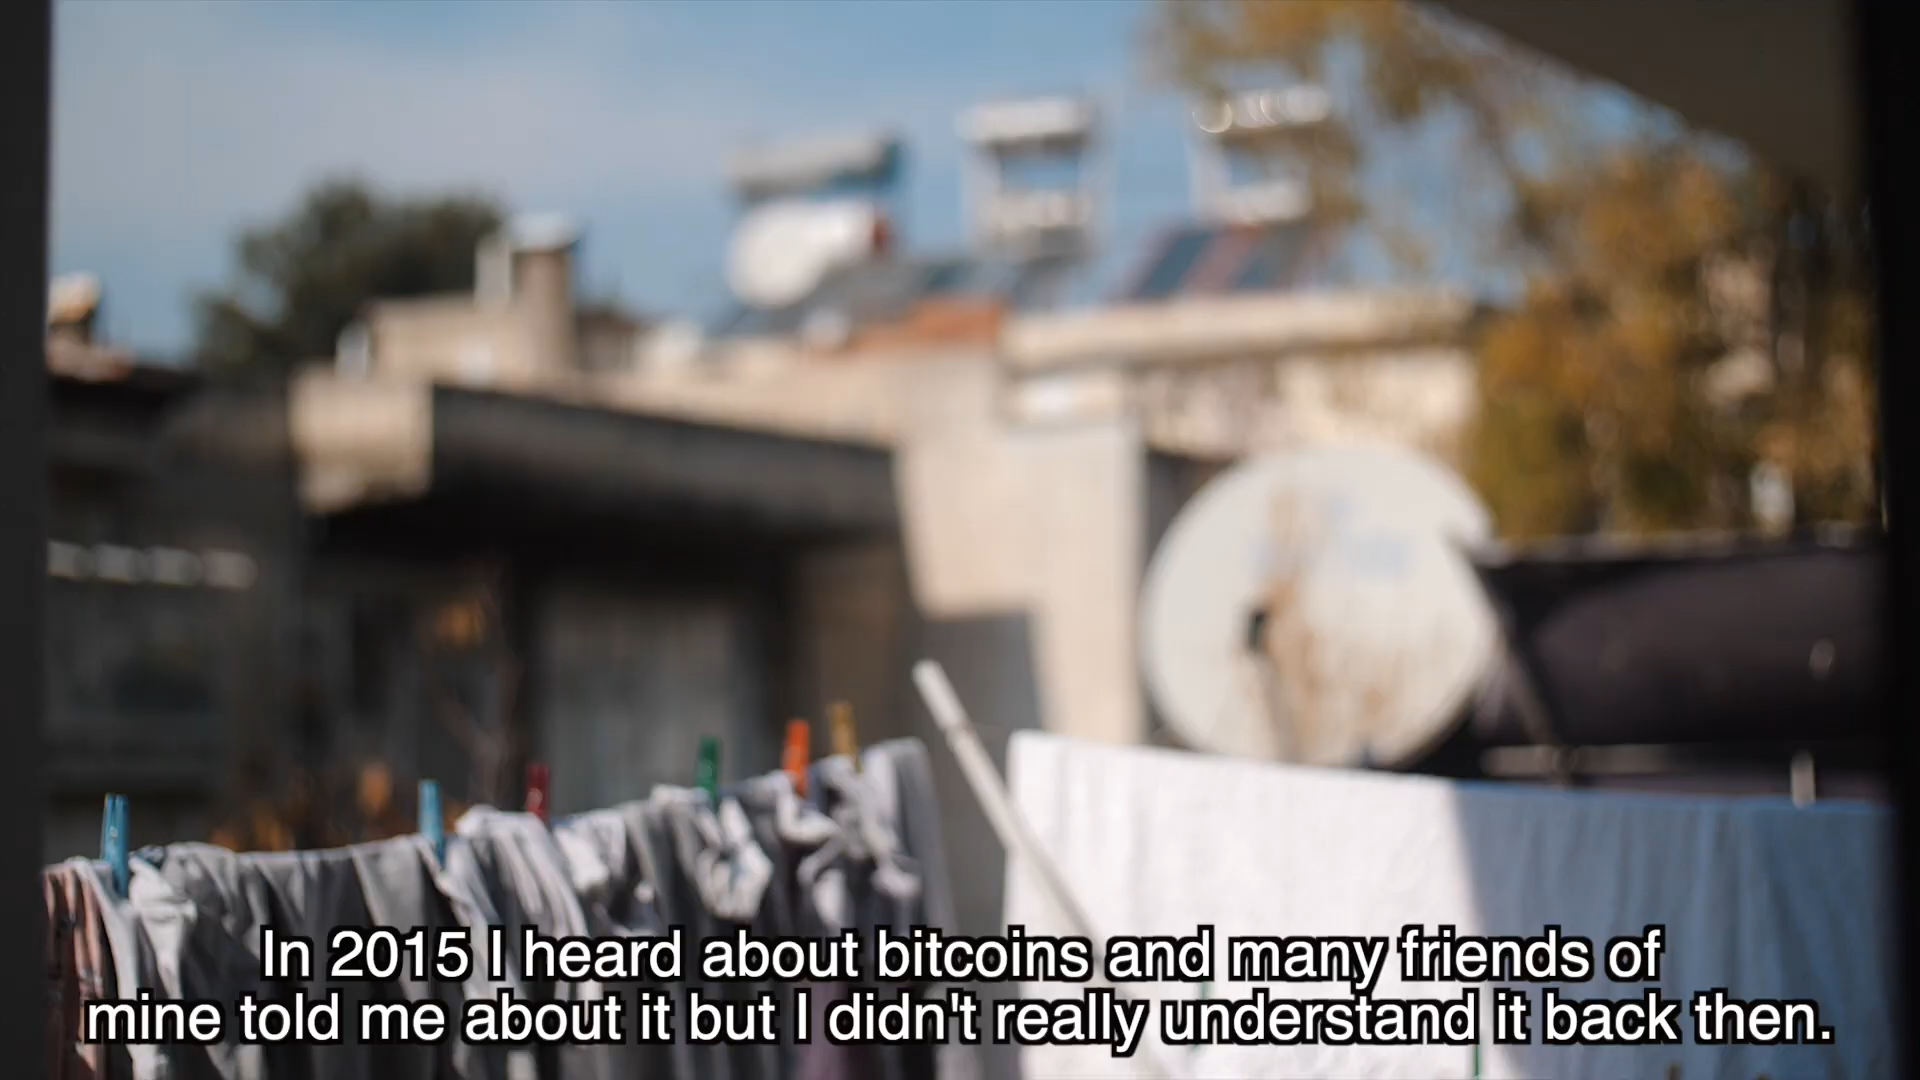 In 2015 I heard about bitcoins and many friends of
mine told me about it but I didn't really understand it back then.